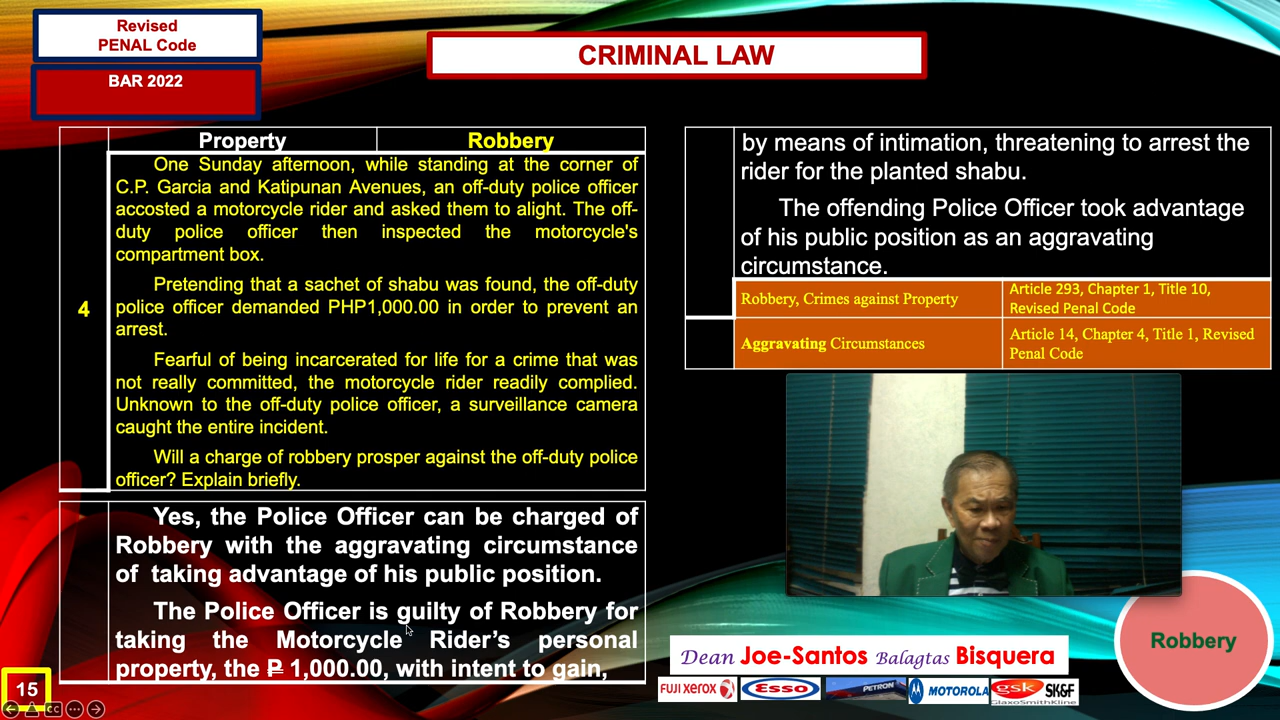 Revised
PENAL Code
BAR 2022
CRIMINAL LAW
Property
Robbery
4
One Sunday afternoon, while standing at the corner of
C.P. Garcia and Katipunan Avenues, an off-duty police officer
accosted a motorcycle rider and asked them to alight. The off-
duty police officer then inspected the motorcycle's
compartment box.
Pretending that a sachet of shabu was found, the off-duty
police officer demanded PHP1,000.00 in order to prevent an
arrest.
Fearful of being incarcerated for life for a crime that was
not really committed, the motorcycle rider readily complied.
Unknown to the off-duty police officer, a surveillance camera
caught the entire incident.
Will a charge of robbery prosper against the off-duty police
officer? Explain briefly.
Yes, the Police Officer can be charged of
Robbery with the aggravating circumstance
of taking advantage of his public position.
The Police Officer is guilty of Robbery for
taking the Motorcycle Rider's personal
property, the P 1,000.00, with intent to gain,
by means of intimation, threatening to arrest the
rider for the planted shabu.
The offending Police Officer took advantage
of his public position as an aggravating
circumstance.
Robbery, Crimes against Property
Article 293, Chapter 1, Title 10,
Revised Penal Code
Aggravating Circumstances
Article 14, Chapter 4, Title 1, Revised
Penal Code
Robbery
Dean Joe-Santos Balagtas Bisquera
FUJI XEROX
Esso
PETRON
MOTOROLA
gsk SK&F
GlaxoSmithKline
15
CC